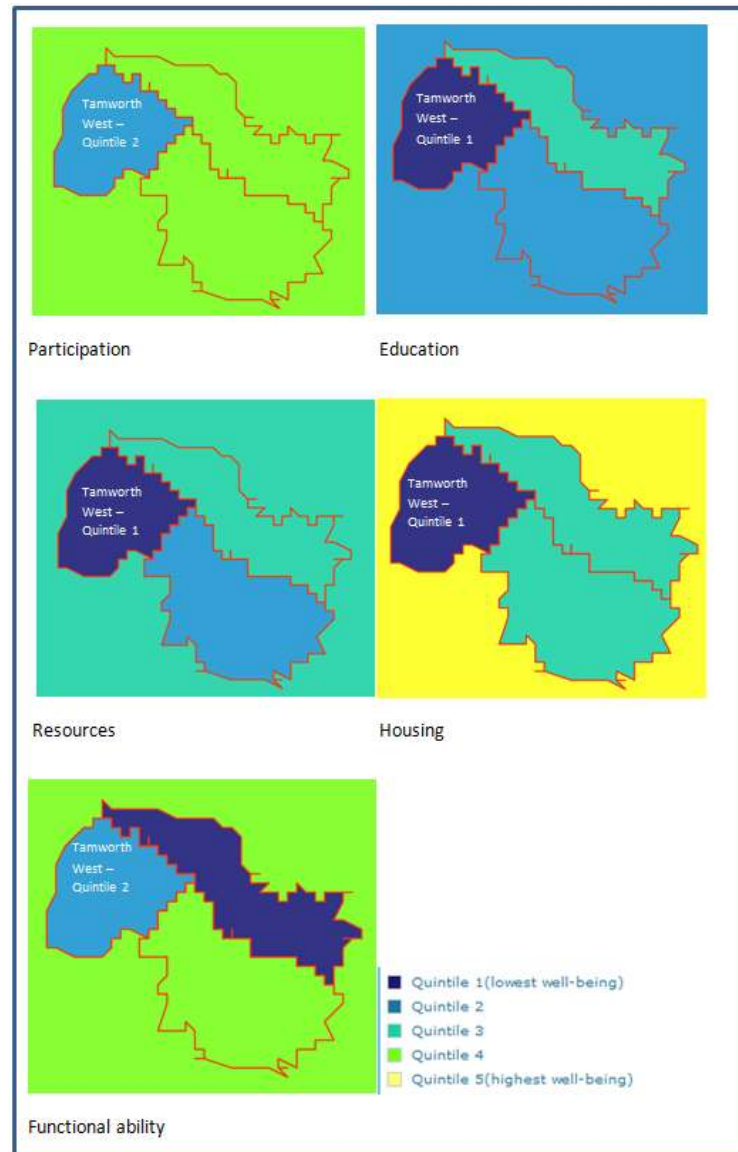 Tamworth
West –
Quintile 2
Tamworth
West –
Quintile 1
Participation
Education
Tamworth
West –
Quintile 1
Tamworth
West –
Quintile 1
Resources
Housing
Tamworth
West –
Quintile 2
Quintile 1(lowest well-being)
Quintile 2
Quintile 3
Quintile 4
Quintile 5(highest well-being)
Functional ability